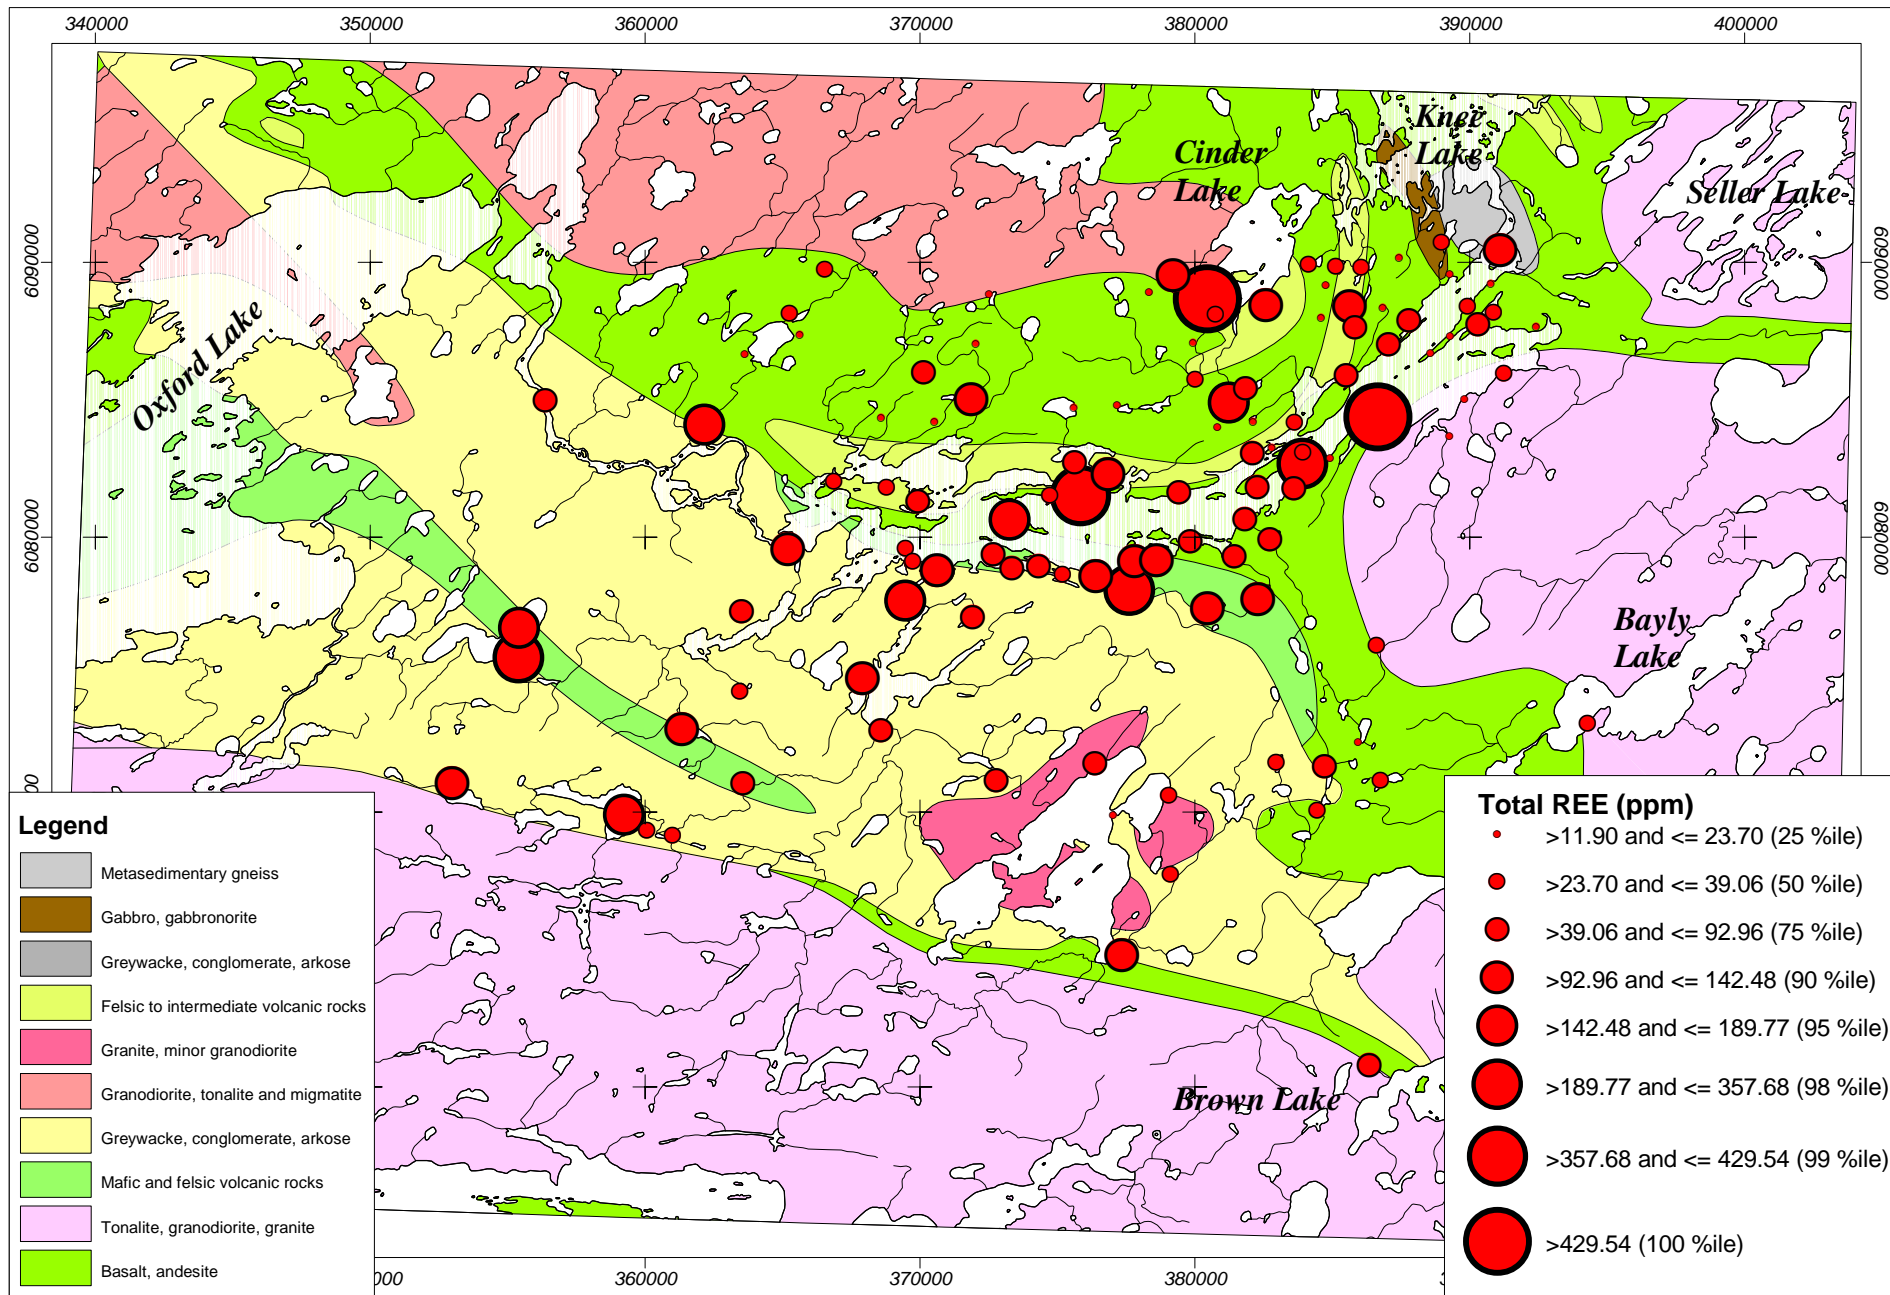 340000 350000 360000 370000 380000 390000 400000
Knee
Lake
Cinder
Lake
Seller Lake
6090000
6090000
Oxford Lake
6080000
6080000
Bayly
Lake
Brown Lake
Legend
Metasedimentary gneiss
Gabbro, gabbronorite
Greywacke, conglomerate, arkose
Felsic to intermediate volcanic rocks
Granite, minor granodiorite
Granodiorite, tonalite and migmatite
Greywacke, conglomerate, arkose
Mafic and felsic volcanic rocks
Tonalite, granodiorite, granite
Basalt, andesite
Total REE (ppm)
>11.90 and <= 23.70 (25 %ile)
>23.70 and <= 39.06 (50 %ile)
>39.06 and <= 92.96 (75 %ile)
>92.96 and <= 142.48 (90 %ile)
>142.48 and <= 189.77 (95 %ile)
>189.77 and <= 357.68 (98 %ile)
>357.68 and <= 429.54 (99 %ile)
>429.54 (100 %ile)
360000 370000 380000